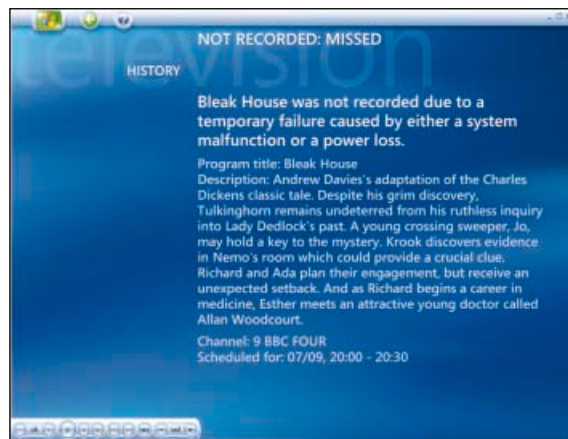 television
NOT RECORDED: MISSED
HISTORY
Bleak House was not recorded due to a
temporary failure caused by either a system
malfunction or a power loss.
Program title: Bleak House
Description: Andrew Davies's adaptation of the Charles
Dickens classic tale. Despite his grim discovery,
Tulkinghorn remains undeterred from his ruthless inquiry
into Lady Dedlock's past. A young crossing sweeper, Jo,
may hold a key to the mystery. Krook discovers evidence
in Nemo's room which could provide a crucial clue.
Richard and Ada plan their engagement, but receive an
unexpected setback. And as Richard begins a career in
medicine, Esther meets an attractive young doctor called
Allan Woodcourt.
Channel: 9 BBC FOUR
Scheduled for: 07/09, 20:00 - 20:30